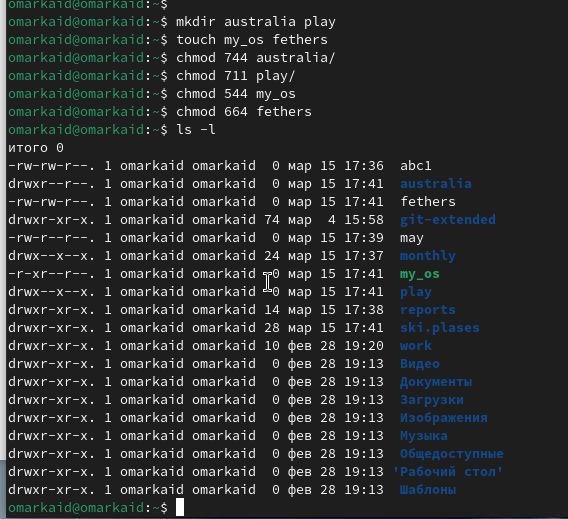 omarkaid@omarkaid:~$
omarkaid@omarkaid:~$ mkdir australia play
omarkaid@omarkaid:~$ touch my_os fethers
omarkaid@omarkaid:~$ chmod 744 australia/
omarkaid@omarkaid:~$ chmod 711 play/
omarkaid@omarkaid:~$ chmod 544 my_os
omarkaid@omarkaid:~$ chmod 664 fethers
omarkaid@omarkaid:~$ ls -l
итого 0
-rw-rw-r--. 1 omarkaid omarkaid  0 мар 15 17:36  abc1
drwxr--r--. 1 omarkaid omarkaid  0 мар 15 17:41  australia
-rw-rw-r--. 1 omarkaid omarkaid  0 мар 15 17:41  fethers
drwxr-xr-x. 1 omarkaid omarkaid 74 мар  4 15:58  git-extended
-rw-r--r--. 1 omarkaid omarkaid  0 мар 15 17:39  may
drwx--x--x. 1 omarkaid omarkaid 24 мар 15 17:37  monthly
-r-xr--r--. 1 omarkaid omarkaid  0 мар 15 17:41  my_os
drwx--x--x. 1 omarkaid omarkaid  0 мар 15 17:41  play
drwxr-xr-x. 1 omarkaid omarkaid 14 мар 15 17:38  reports
drwxr-xr-x. 1 omarkaid omarkaid 28 мар 15 17:41  ski.plases
drwxr-xr-x. 1 omarkaid omarkaid 10 фев 28 19:20  work
drwxr-xr-x. 1 omarkaid omarkaid  0 фев 28 19:13  Видео
drwxr-xr-x. 1 omarkaid omarkaid  0 фев 28 19:13  Документы
drwxr-xr-x. 1 omarkaid omarkaid  0 фев 28 19:13  Загрузки
drwxr-xr-x. 1 omarkaid omarkaid  0 фев 28 19:13  Изображения
drwxr-xr-x. 1 omarkaid omarkaid  0 фев 28 19:13  Музыка
drwxr-xr-x. 1 omarkaid omarkaid  0 фев 28 19:13  Общедоступные
drwxr-xr-x. 1 omarkaid omarkaid  0 фев 28 19:13 'Рабочий стол'
drwxr-xr-x. 1 omarkaid omarkaid  0 фев 28 19:13  Шаблоны
omarkaid@omarkaid:~$